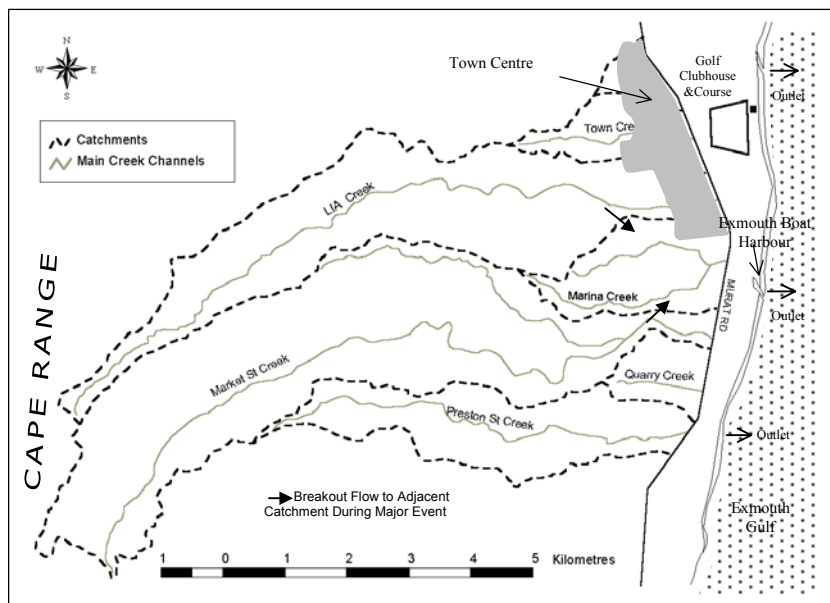 N
W E
S
Town Centre
Golf
Clubhouse
&Course
Outlet
Catchments
Main Creek Channels
Town Cre
LIA Creek
Exmouth Boat
Harbour
Marina Creek
MURAT RD
Outlet
CAPE RANGE
Market St Creek
Quarry Creek
Preston St Creek
Outlet
Breakout Flow to Adjacent
Catchment During Major Event
Exmouth
Gulf
1 0 1 2 3 4 5 Kilometres